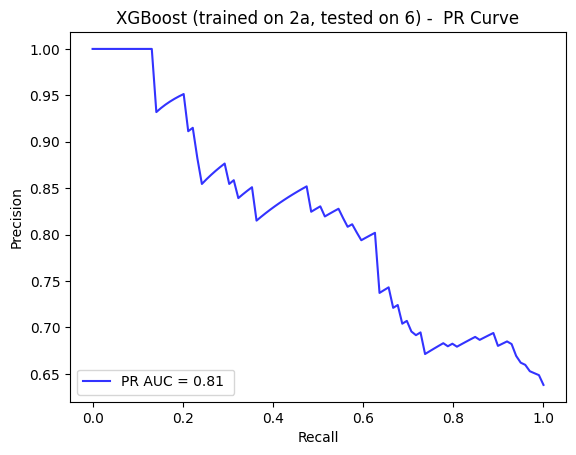 XGBoost (trained on 2a, tested on 6) -  PR Curve
1.00
0.95
0.90
0.85
0.80
0.75
0.70
0.65
Precision
PR AUC = 0.81
0.0 0.2 0.4 0.6 0.8 1.0
Recall